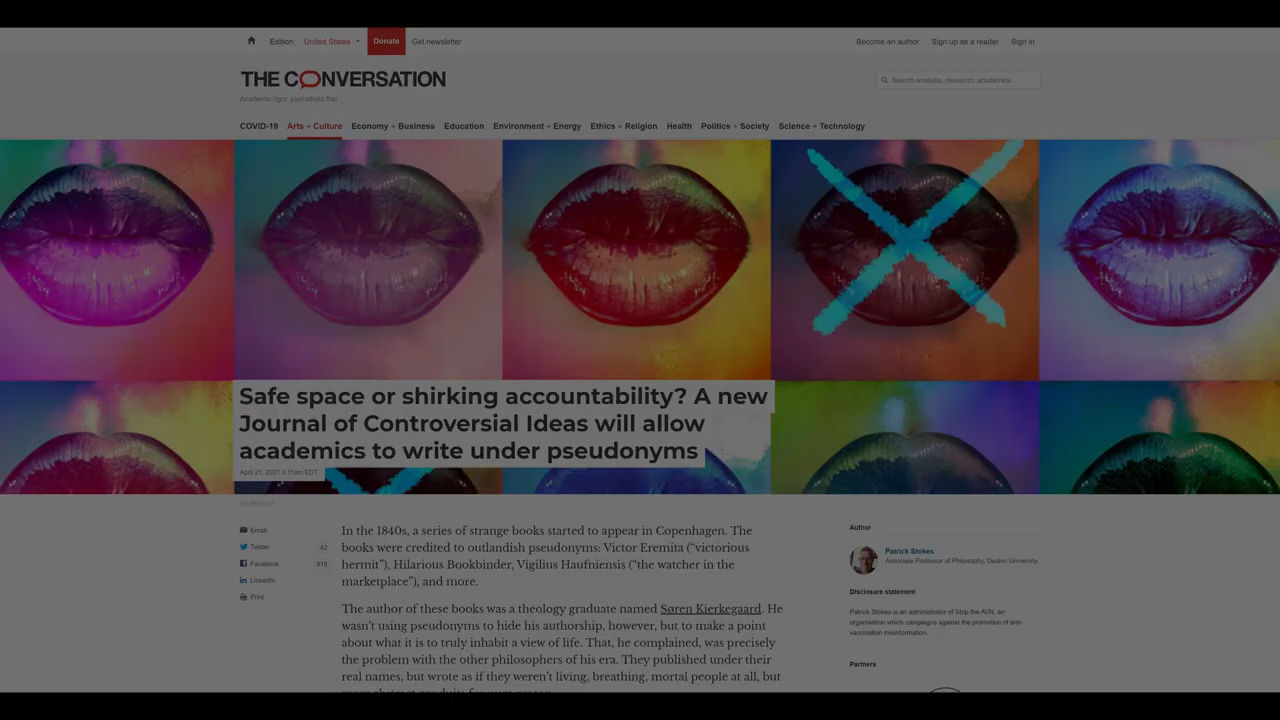 Edition: United States Donate Get newsletter Become an author Sign up as a reader Sign in
THE CONVERSATION
Search analysis, research, academics…
Academic rigor, journalistic flair
COVID-19 Arts + Culture Economy + Business Education Environment + Energy Ethics + Religion Health Politics + Society Science + Technology
Safe space or shirking accountability? A new
Journal of Controversial Ideas will allow
academics to write under pseudonyms
April 21, 2021 3.11am EDT
Email
Twitter 42
Facebook 918
LinkedIn
Print
In the 1840s, a series of strange books started to appear in Copenhagen. The
books were credited to outlandish pseudonyms: Victor Eremita (“victorious
hermit”), Hilarious Bookbinder, Vigilius Haufniensis (“the watcher in the
marketplace”), and more.
The author of these books was a theology graduate named Søren Kierkegaard. He
wasn’t using pseudonyms to hide his authorship, however, but to make a point
about what it is to truly inhabit a view of life. That, he complained, was precisely
the problem with the other philosophers of his era. They published under their
real names, but wrote as if they weren’t living, breathing, mortal people at all, but
Author
Patrick Stokes
Associate Professor of Philosophy, Deakin University
Disclosure statement
Patrick Stokes is an administrator of Stop the AVN, an
organisation which campaigns against the promotion of anti-
vaccination misinformation.
Partners